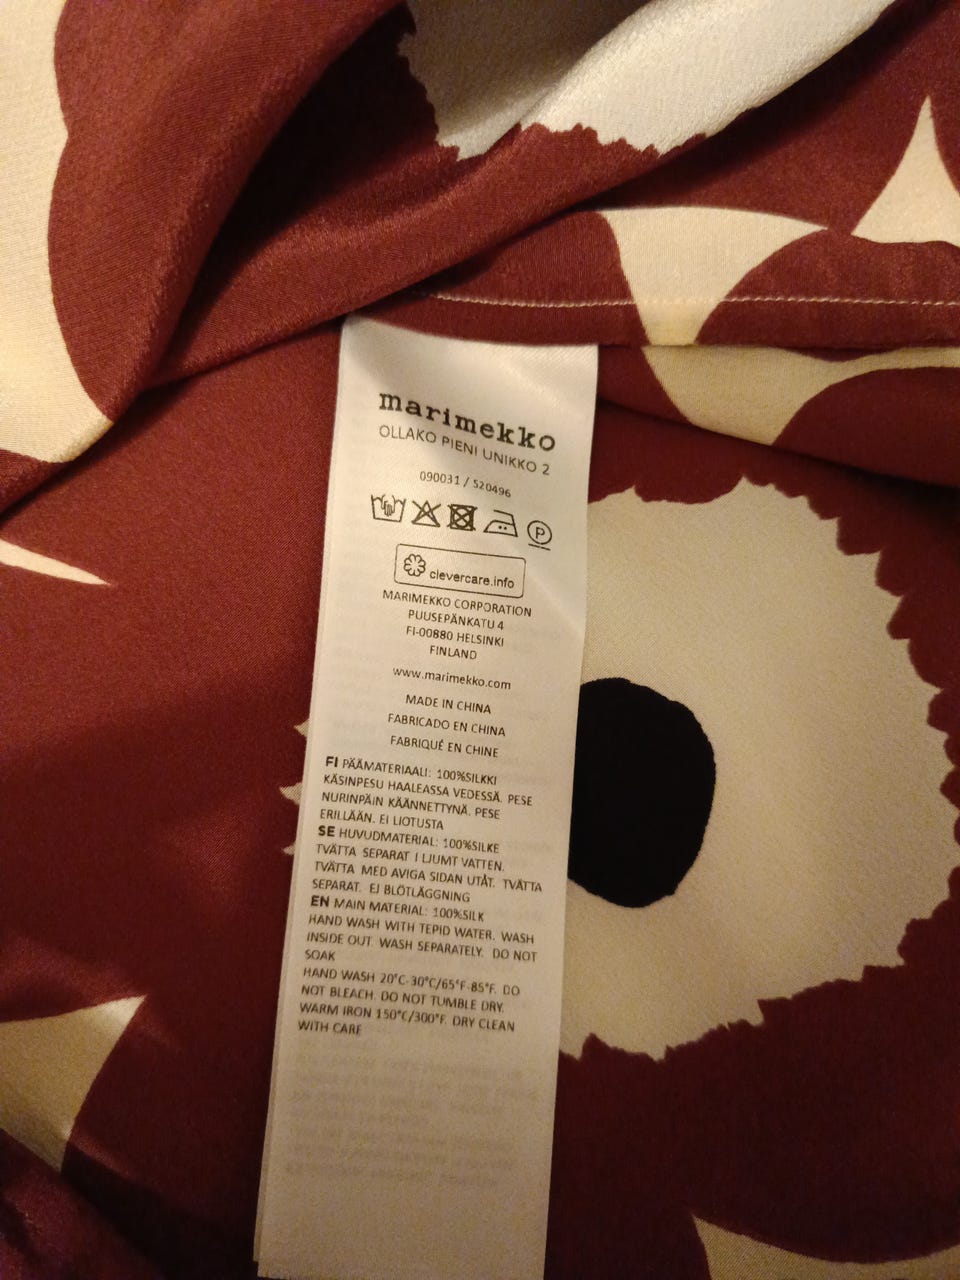 marimekko
OLLAKO PIENI UNIKKO 2
090031 / 520496
P
clevercare.info
MARIMEKKO CORPORATION
PUUSEPÄNKATU 4
FI-00880 HELSINKI
FINLAND
www.marimekko.com
MADE IN CHINA
FABRICADO EN CHINA
FABRIQUÉ EN CHINE
FI PÄÄMATERIAALI: 100%SILKKI
KÄSINPESU HAALEASSA VEDESSÄ. PESE
NURINPÄIN KÄÄNNETTYNÄ. PESE
ERILLÄÄN. EI LIOTUSTA
SE HUVUDMATERIAL: 100%SILKE
TVÄTTA SEPARAT I LJUMT VATTEN.
TVÄTTA MED AVIGA SIDAN UTÅT. TVÄTTA
SEPARAT. EJ BLÖTLÄGGNING
EN MAIN MATERIAL: 100%SILK
HAND WASH WITH TEPID WATER. WASH
INSIDE OUT. WASH SEPARATELY. DO NOT
SOAK
HAND WASH 20°C-30°C/65°F-85°F. DO
NOT BLEACH. DO NOT TUMBLE DRY.
WARM IRON 150°C/300°F. DRY CLEAN
WITH CARE